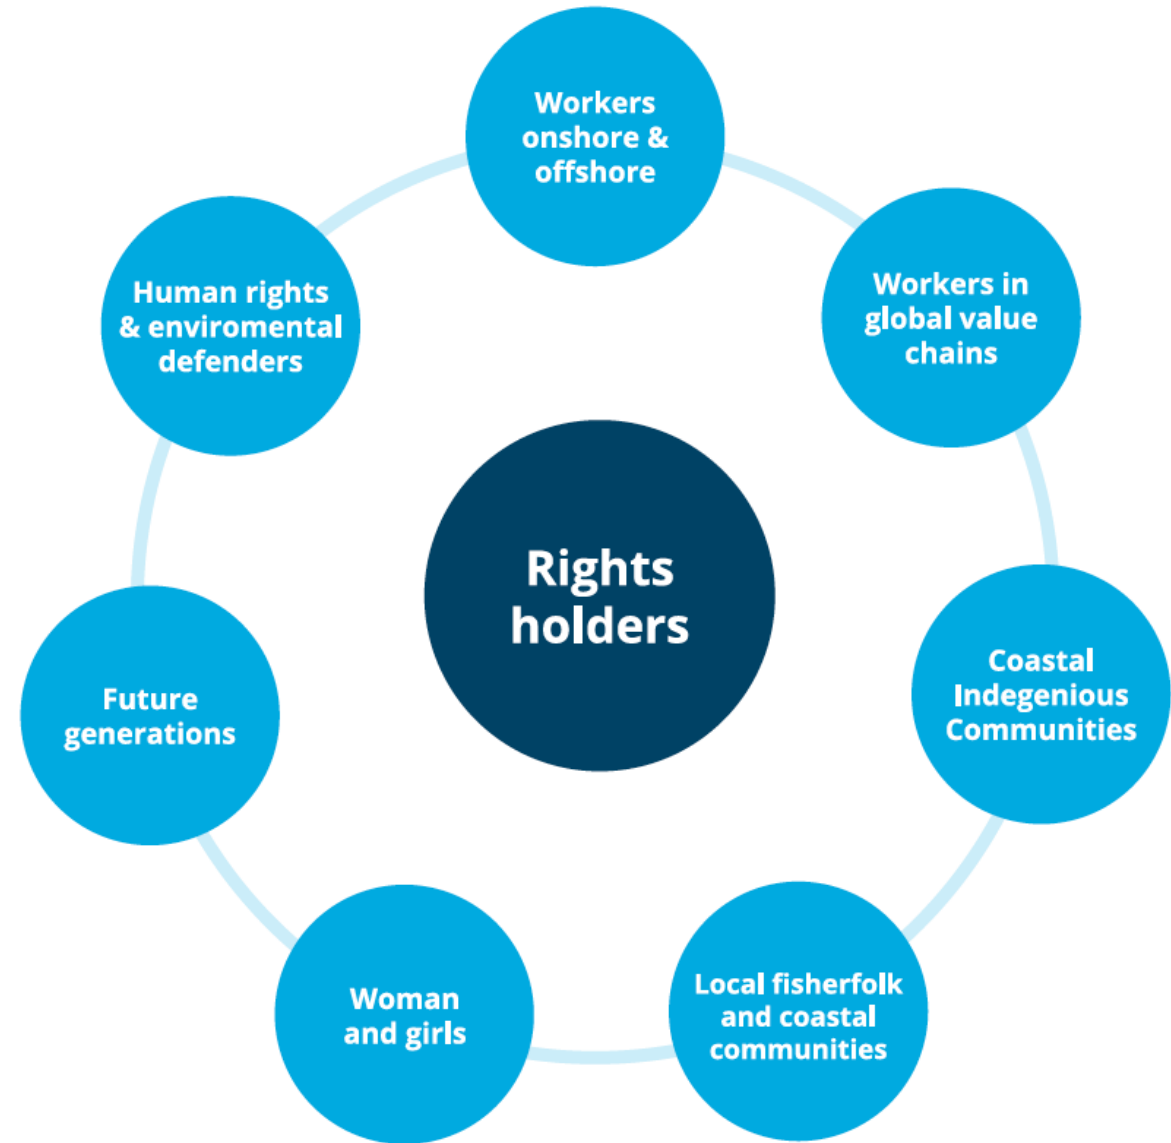 Workers
onshore &
offshore
Workers in
global value
chains
Coastal
Indegenious
Communities
Local fisherfolk
and coastal
communities
Woman
and girls
Future
generations
Human rights
& enviromental
defenders
Rights
holders